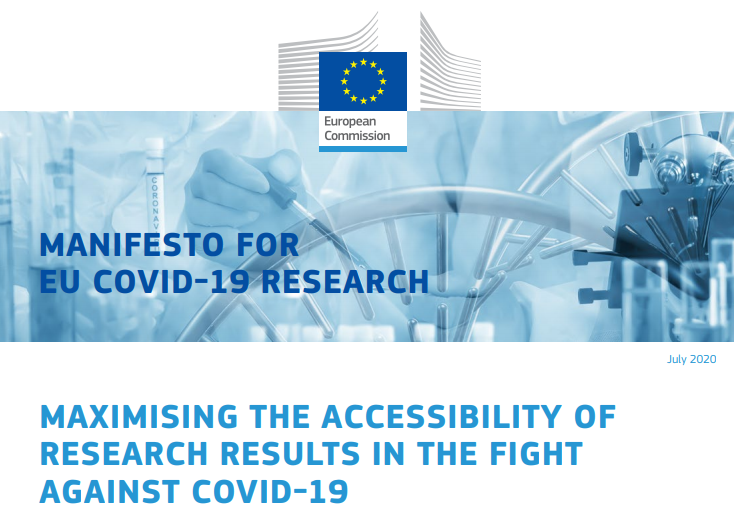 European
Commission
CORONAV
MANIFESTO FOR
EU COVID-19 RESEARCH
July 2020
MAXIMISING THE ACCESSIBILITY OF
RESEARCH RESULTS IN THE FIGHT
AGAINST COVID-19